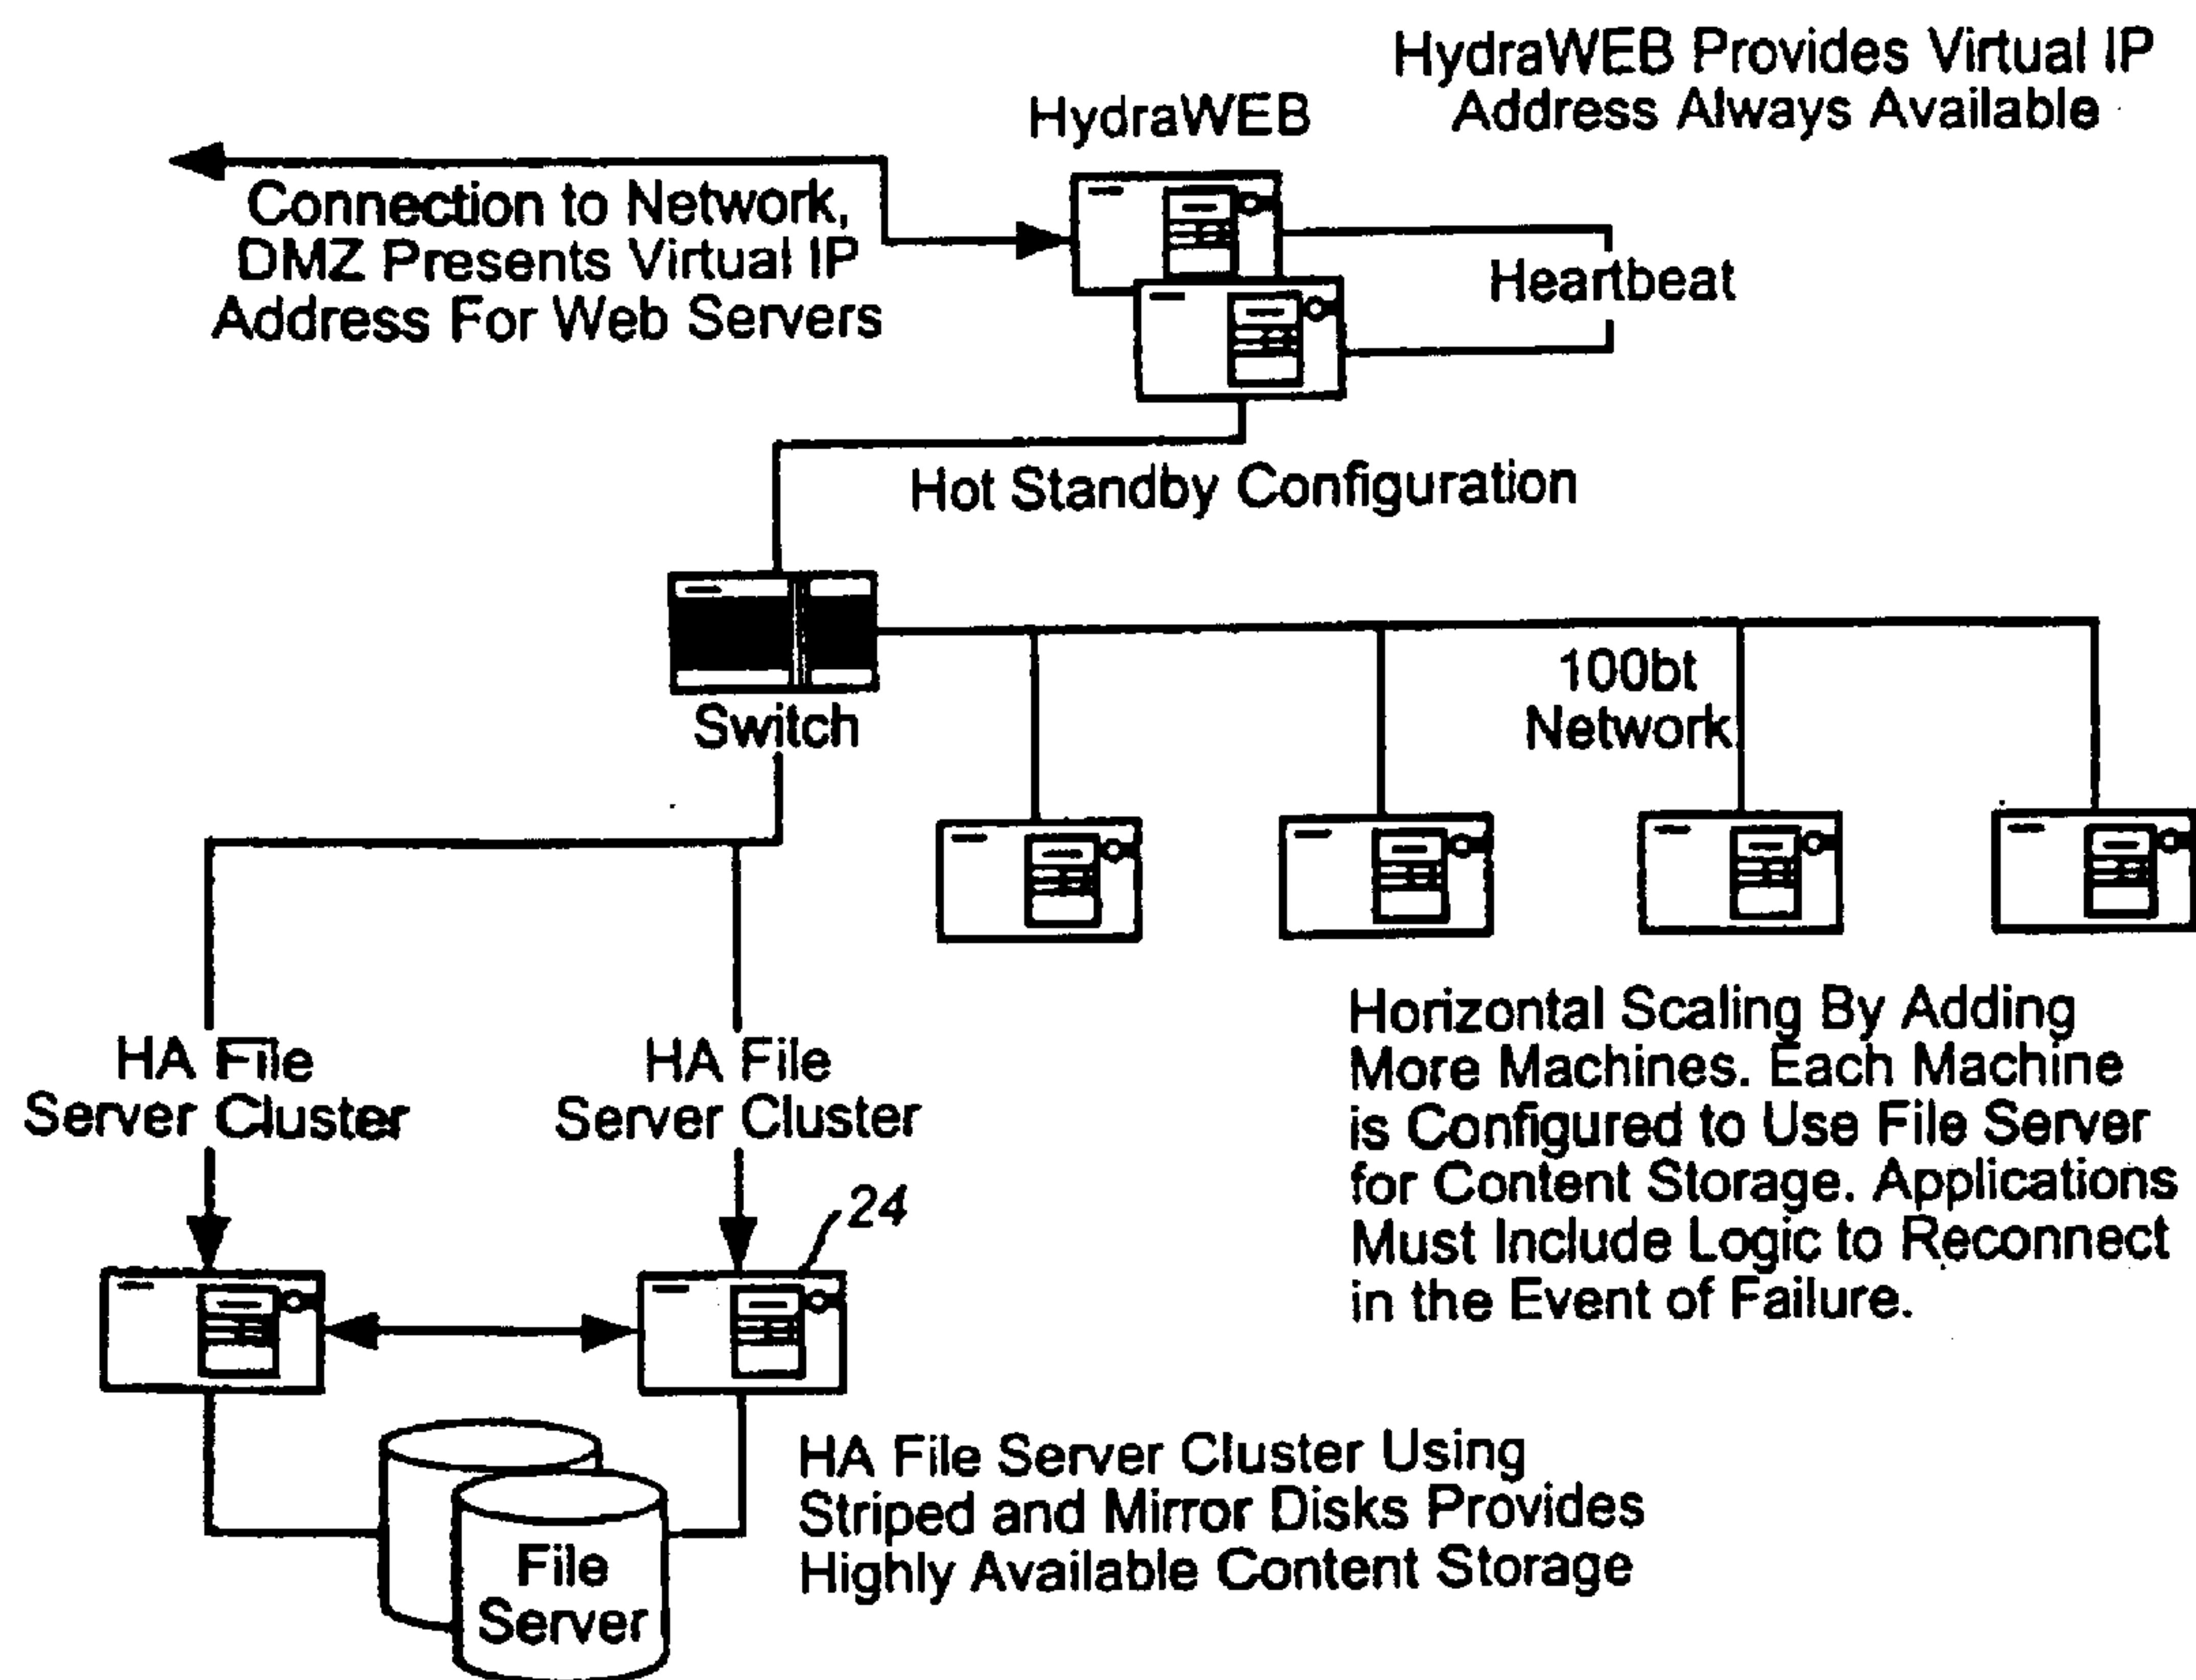 HydraWEB Provides Virtual IP
Address Always Available
HydraWEB
Connection to Network,
DMZ Presents Virtual IP
Address For Web Servers
Heartbeat
Hot Standby Configuration
100bt
Network
Switch
HA File
Server Cluster
HA File
Server Cluster
24
Horizontal Scaling By Adding
More Machines. Each Machine
is Configured to Use File Server
for Content Storage. Applications
Must Include Logic to Reconnect
in the Event of Failure.
HA File Server Cluster Using
Striped and Mirror Disks Provides
Highly Available Content Storage
File
Server